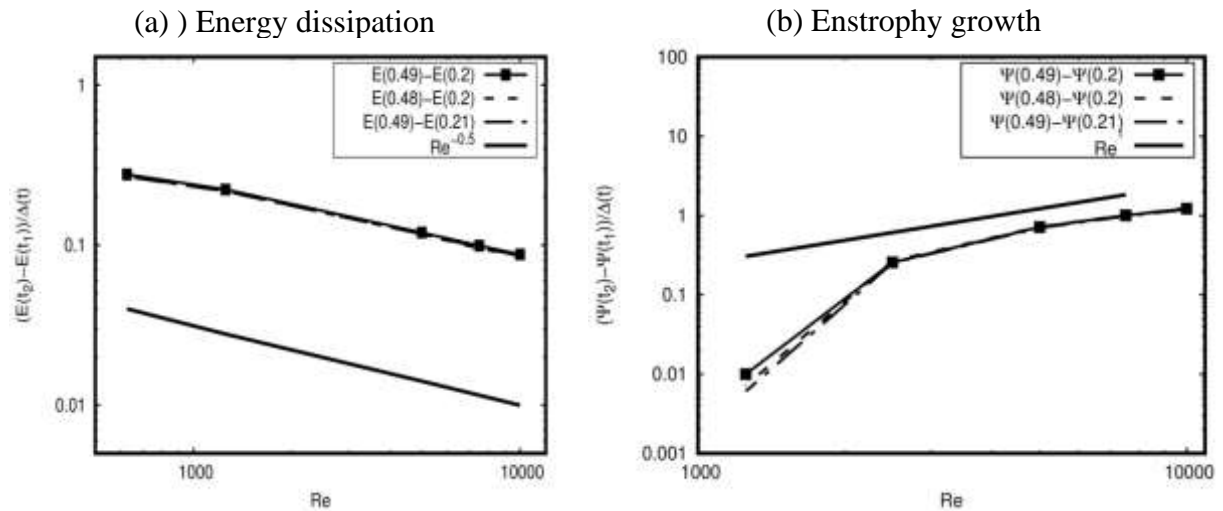 (a) ) Energy dissipation
1
0.1
0.01
(E(t₂)−E(t₁))/Δ(t)
E(0.49)−E(0.2)
E(0.48)−E(0.2)
E(0.49)−E(0.21)
Re⁻⁰·⁵
1000
10000
Re
(b) Enstrophy growth
100
10
1
0.1
0.01
0.001
(Ψ(t₂)−Ψ(t₁))/Δ(t)
Ψ(0.49)−Ψ(0.2)
Ψ(0.48)−Ψ(0.2)
Ψ(0.49)−Ψ(0.21)
Re
1000
10000
Re